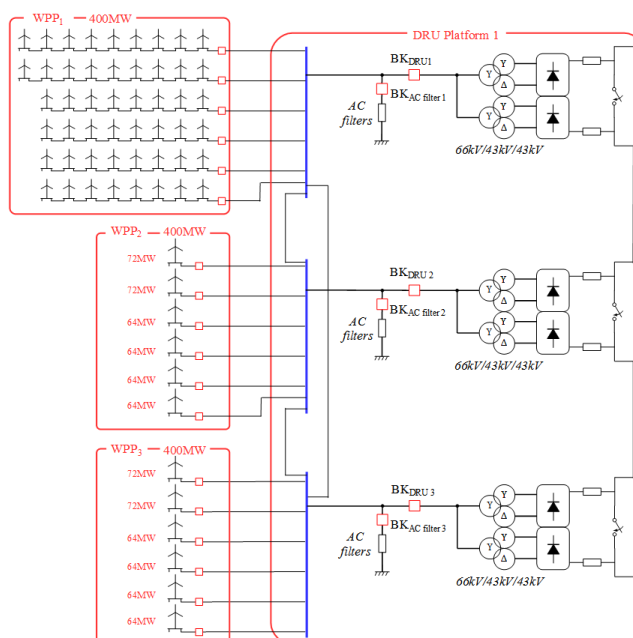 WPP1 400MW
DRU Platform 1
BKDRU1
BKAC filter 1
AC
filters
Y
Y
Δ
Y
Y
Δ
66kV/43kV/43kV
WPP2 400MW
72MW
72MW
64MW
64MW
64MW
64MW
BKDRU 2
BKAC filter 2
AC
filters
Y
Y
Δ
Y
Y
Δ
66kV/43kV/43kV
WPP3 400MW
72MW
72MW
64MW
64MW
64MW
64MW
BKDRU 3
BKAC filter 3
AC
filters
Y
Y
Δ
Y
Y
Δ
66kV/43kV/43kV